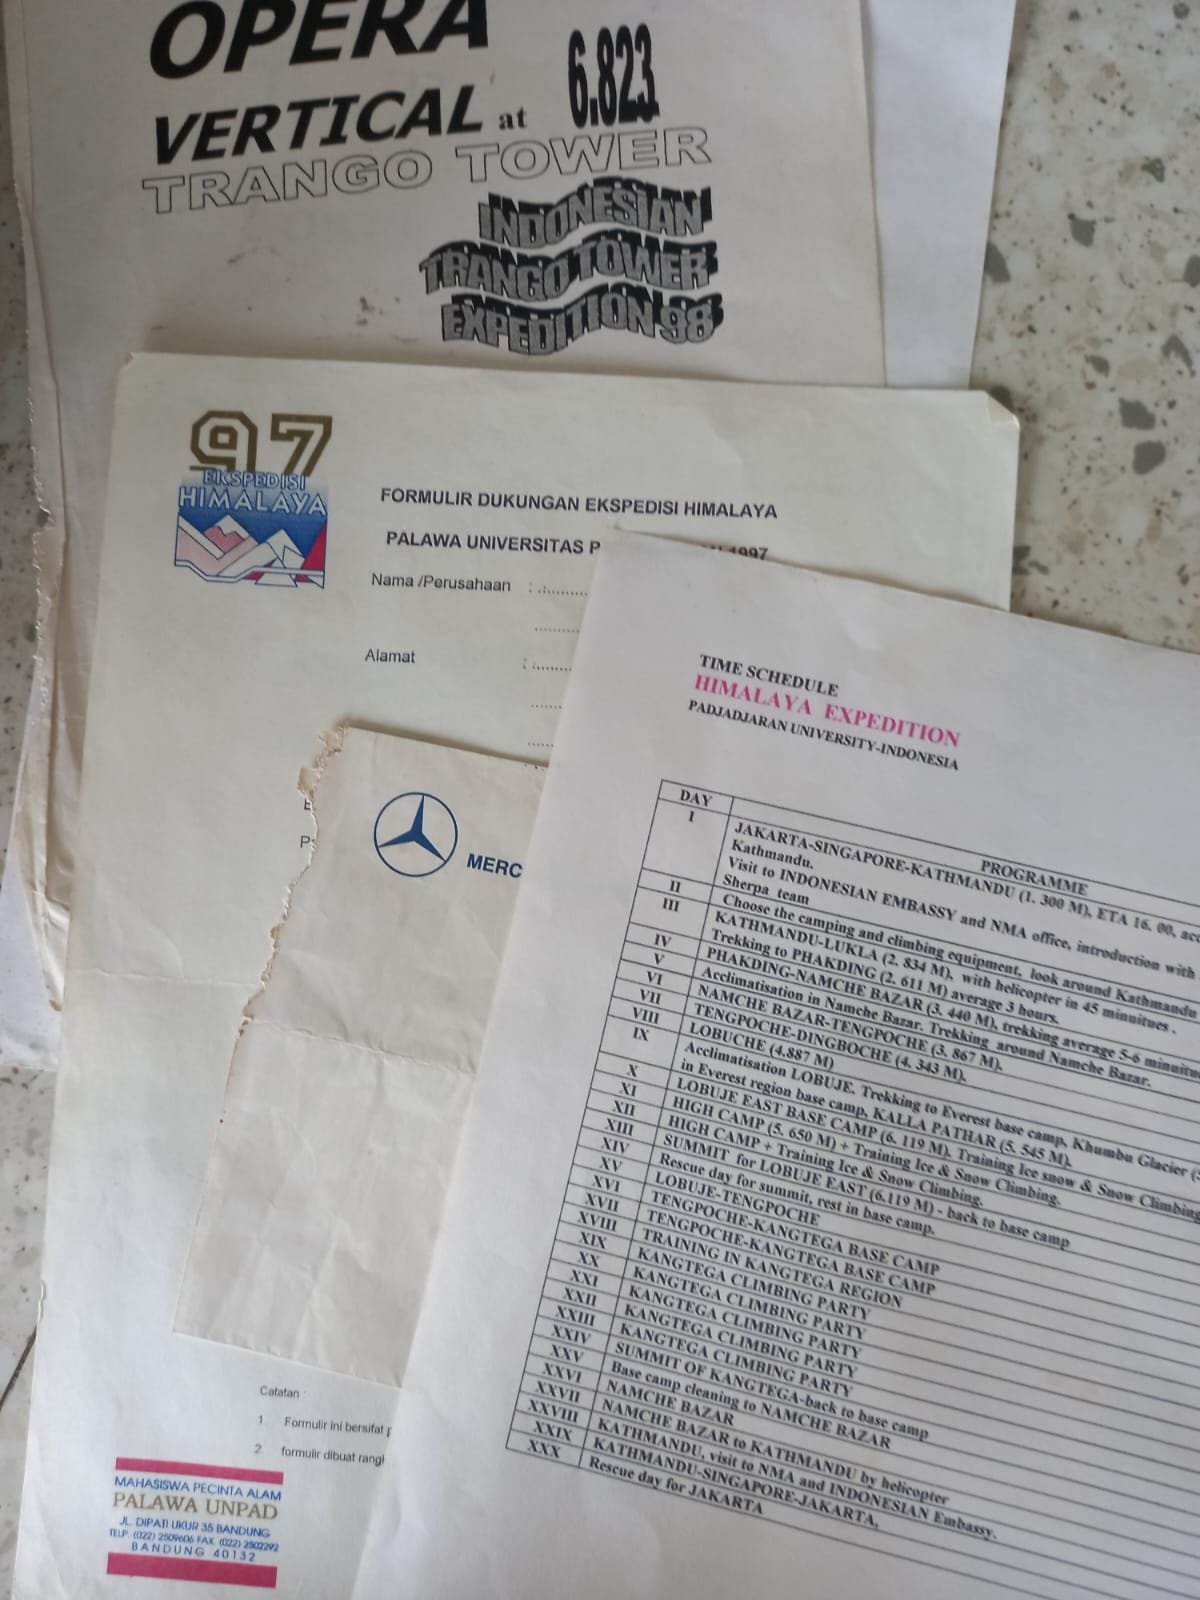 OPERA
VERTICAL at 6.823
TRANGO TOWER
INDONESIAN
TRANGO TOWER
EXPEDITION 98
97
EKSPEDISI
HIMALAYA
FORMULIR DUKUNGAN EKSPEDISI HIMALAYA
PALAWA UNIVERSITAS P 1997
Nama /Perusahaan :
Alamat :
MERC
Catatan :
1. Formulir ini bersifat
2. formulir dibuat rang
MAHASISWA PECINTA ALAM
PALAWA UNPAD
JL. DIPATI UKUR 35 BANDUNG
TELP. (022) 2509606 FAX. (022) 2502292
BANDUNG 40132
TIME SCHEDULE
HIMALAYA EXPEDITION
PADJADJARAN UNIVERSITY-INDONESIA
DAY PROGRAMME
I JAKARTA-SINGAPORE-KATHMANDU (1. 300 M), ETA 16. 00, acc
Kathmandu.
Visit to INDONESIAN EMBASSY and NMA office, introduction with
Sherpa team
II Choose the camping and climbing equipment, look around Kathmandu
III KATHMANDU-LUKLA (2. 834 M), with helicopter in 45 minuitues .
Trekking to PHAKDING (2. 611 M) average 3 hours.
IV PHAKDING-NAMCHE BAZAR (3. 440 M), trekking average 5-6 minuitues
V Acclimatisation in Namche Bazar. Trekking around Namche Bazar.
VI NAMCHE BAZAR-TENGPOCHE (3. 867 M).
VII TENGPOCHE-DINGBOCHE (4. 343 M).
VIII LOBUCHE (4.887 M)
IX Acclimatisation LOBUJE. Trekking to Everest base camp, Khumbu Glacier
in Everest region base camp, KALLA PATHAR (5. 545 M).
X LOBUJE EAST BASE CAMP (6. 119 M). Training Ice snow & Snow Climbing
XI HIGH CAMP (5. 650 M) + Training Ice & Snow Climbing.
XII HIGH CAMP + Training Ice & Snow Climbing.
XIII SUMMIT for LOBUJE EAST (6.119 M) - back to base camp
XIV Rescue day for summit, rest in base camp.
XV LOBUJE-TENGPOCHE
XVI TENGPOCHE-KANGTEGA BASE CAMP
XVII TENGPOCHE-KANGTEGA BASE CAMP
XVIII TRAINING IN KANGTEGA REGION
XIX KANGTEGA CLIMBING PARTY
XX KANGTEGA CLIMBING PARTY
XXI KANGTEGA CLIMBING PARTY
XXII KANGTEGA CLIMBING PARTY
XXIII KANGTEGA CLIMBING PARTY
XXIV SUMMIT OF KANGTEGA-back to base camp
XXV Base camp cleaning to NAMCHE BAZAR
XXVI NAMCHE BAZAR
XXVII NAMCHE BAZAR to KATHMANDU by helicopter
XXVIII KATHMANDU, visit to NMA and INDONESIAN Embassy.
XXIX KATHMANDU-SINGAPORE-JAKARTA.
XXX Rescue day for JAKARTA